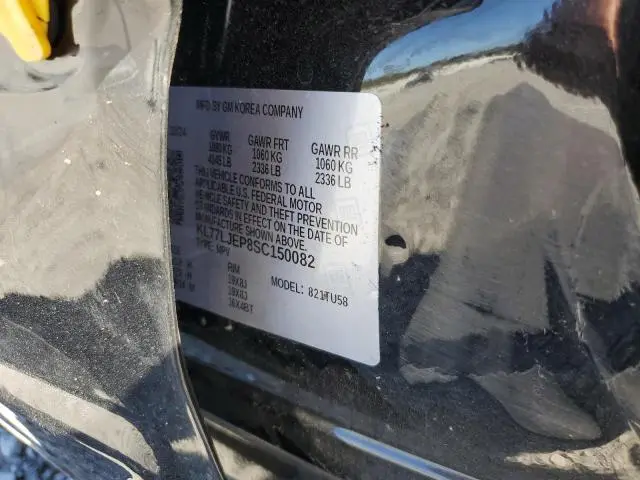 MFD BY GM KOREA COMPANY
GVWR GAWR FRT GAWR RR
1060 KG 1060 KG
2336 LB 2336 LB
THIS VEHICLE CONFORMS TO ALL
APPLICABLE U.S. FEDERAL MOTOR
VEHICLE SAFETY AND THEFT PREVENTION
STANDARDS IN EFFECT ON THE DATE OF
MANUFACTURE SHOWN ABOVE.
KL77LJEP8SC150082
TYPE: MPV
MODEL: 821TU58
RIM